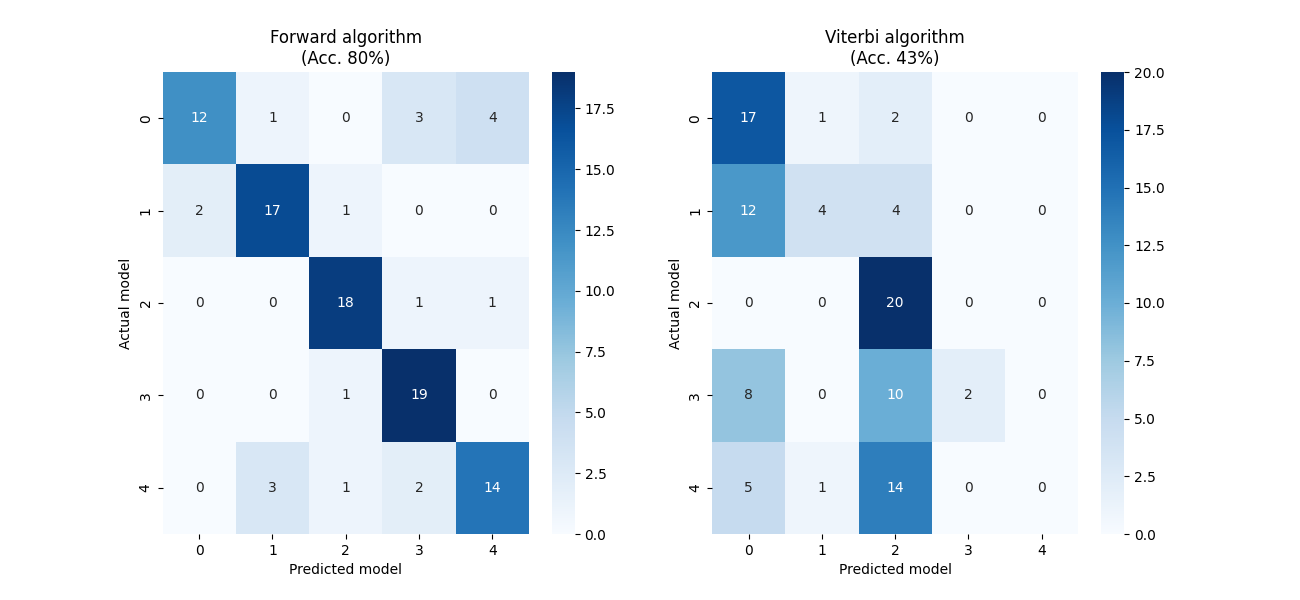 Forward algorithm
(Acc. 80%)
Actual model
0 12 1 0 3 4
1 2 17 1 0 0
2 0 0 18 1 1
3 0 0 1 19 0
4 0 3 1 2 14
0 1 2 3 4
Predicted model
17.5
15.0
12.5
10.0
7.5
5.0
2.5
0.0
Viterbi algorithm
(Acc. 43%)
Actual model
0 17 1 2 0 0
1 12 4 4 0 0
2 0 0 20 0 0
3 8 0 10 2 0
4 5 1 14 0 0
0 1 2 3 4
Predicted model
20.0
17.5
15.0
12.5
10.0
7.5
5.0
2.5
0.0